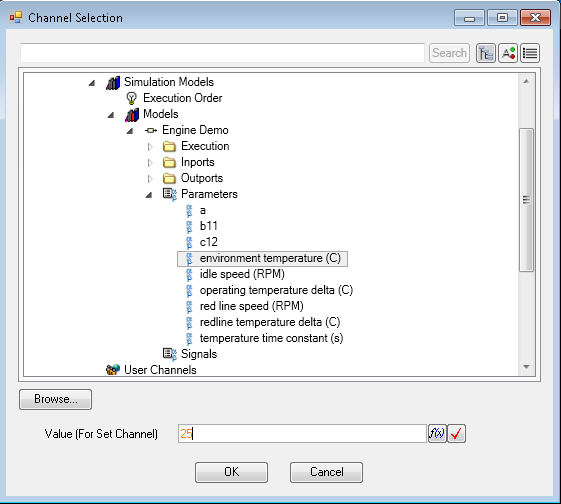 Channel Selection
Search
Simulation Models
Execution Order
Models
Engine Demo
Execution
Inports
Outports
Parameters
a
b11
c12
environment temperature (C)
idle speed (RPM)
operating temperature delta (C)
red line speed (RPM)
redline temperature delta (C)
temperature time constant (s)
Signals
User Channels
Browse...
Value (For Set Channel) 25 f(x)
OK Cancel